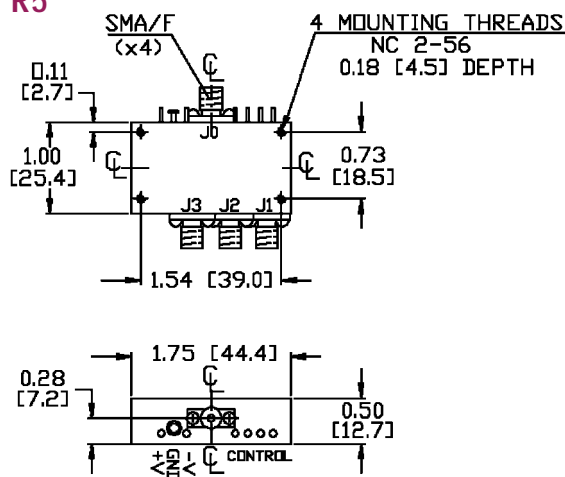 R5
SMA/F
(x4)
4 MOUNTING THREADS
NC 2-56
0.18 [4.5] DEPTH
0.11
[2.7]
J0
1.00
[25.4]
0.73
[18.5]
J3 J2 J1
1.54 [39.0]
1.75 [44.4]
0.28
[7.2]
0.50
[12.7]
+V
GND
-V
CONTROL